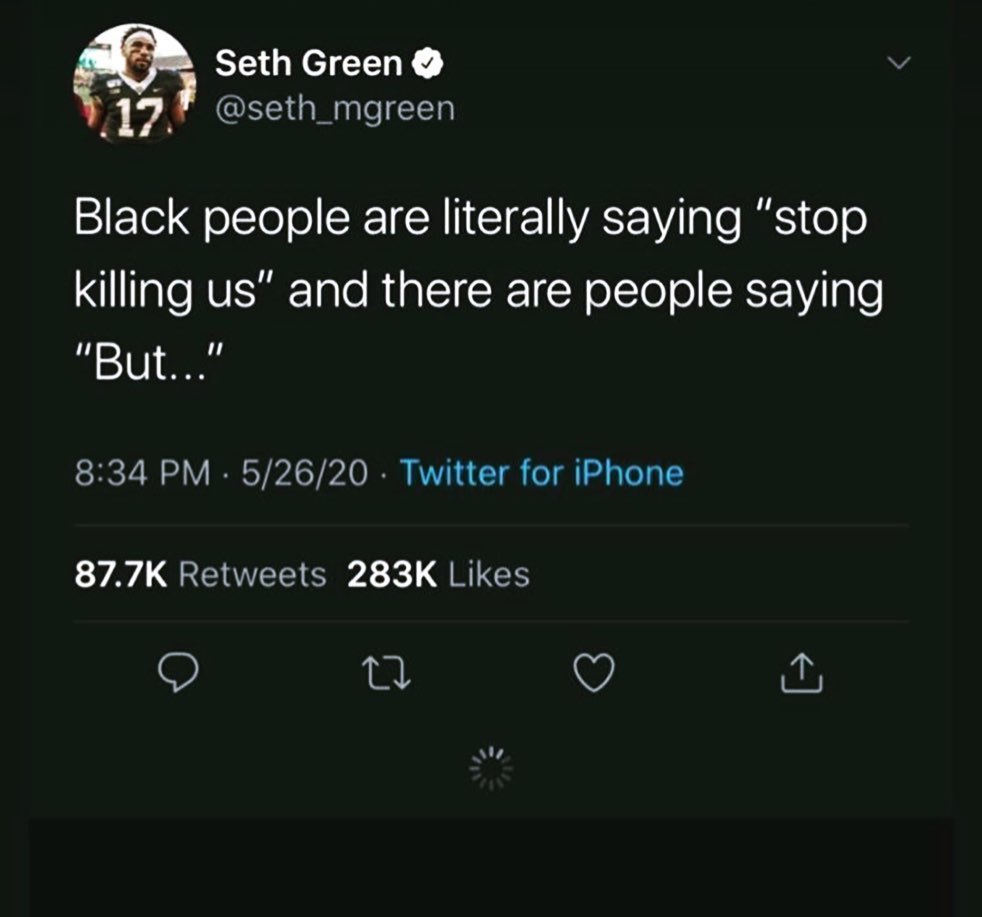 Seth Green
@seth_mgreen
17
Black people are literally saying “stop
killing us” and there are people saying
“But...”
8:34 PM · 5/26/20 · Twitter for iPhone
87.7K Retweets 283K Likes